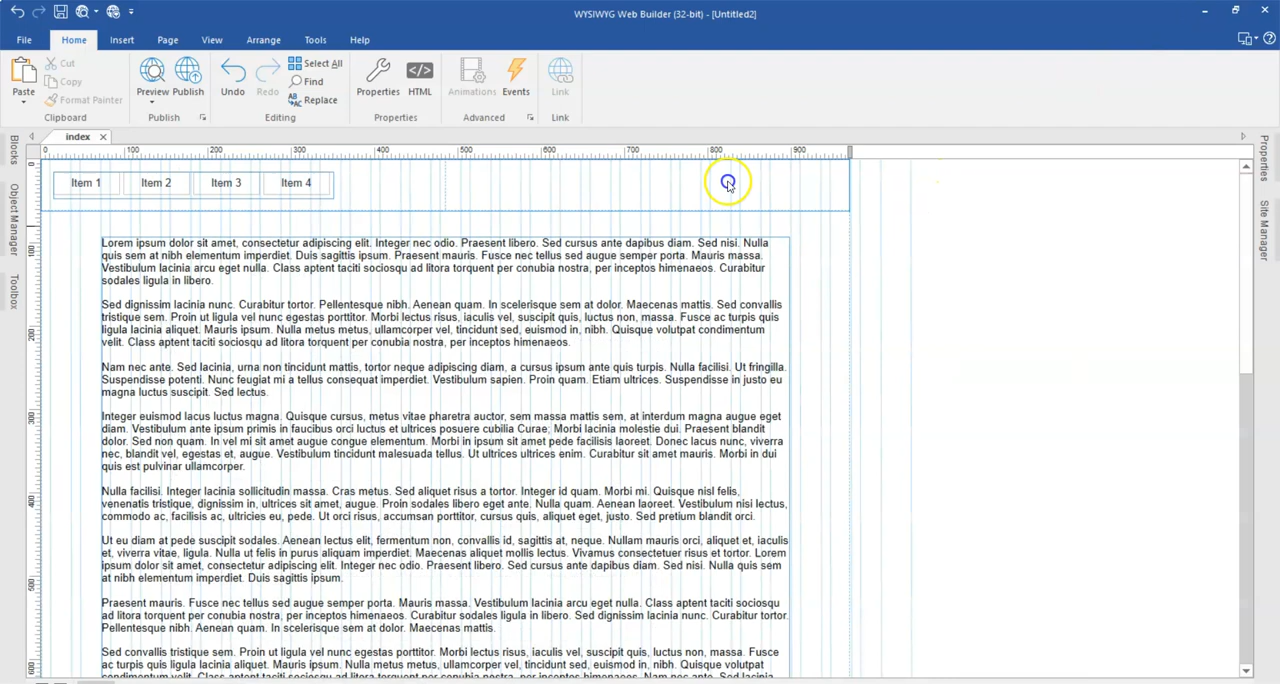 WYSIWYG Web Builder (32-bit) - [Untitled2]
File Home Insert Page View Arrange Tools Help
Paste Cut Copy Format Painter Clipboard
Preview Publish Publish
Undo Redo Select All Find Replace Editing
Properties HTML Properties
Animations Events Advanced
Link Link
index
0 100 200 300 400 500 600 700 800 900
Blocks
Object Manager
Toolbox
Properties
Site Manager
0
100
200
300
400
500
600
Item 1 Item 2 Item 3 Item 4
Lorem ipsum dolor sit amet, consectetur adipiscing elit. Integer nec odio. Praesent libero. Sed cursus ante dapibus diam. Sed nisi. Nulla
quis sem at nibh elementum imperdiet. Duis sagittis ipsum. Praesent mauris. Fusce nec tellus sed augue semper porta. Mauris massa.
Vestibulum lacinia arcu eget nulla. Class aptent taciti sociosqu ad litora torquent per conubia nostra, per inceptos himenaeos. Curabitur
sodales ligula in libero.
Sed dignissim lacinia nunc. Curabitur tortor. Pellentesque nibh. Aenean quam. In scelerisque sem at dolor. Maecenas mattis. Sed convallis
tristique sem. Proin ut ligula vel nunc egestas porttitor. Morbi lectus risus, iaculis vel, suscipit quis, luctus non, massa. Fusce ac turpis quis
ligula lacinia aliquet. Mauris ipsum. Nulla metus metus, ullamcorper vel, tincidunt sed, euismod in, nibh. Quisque volutpat condimentum
velit. Class aptent taciti sociosqu ad litora torquent per conubia nostra, per inceptos himenaeos.
Nam nec ante. Sed lacinia, urna non tincidunt mattis, tortor neque adipiscing diam, a cursus ipsum ante quis turpis. Nulla facilisi. Ut fringilla.
Suspendisse potenti. Nunc feugiat mi a tellus consequat imperdiet. Vestibulum sapien. Proin quam. Etiam ultrices. Suspendisse in justo eu
magna luctus suscipit. Sed lectus.
Integer euismod lacus luctus magna. Quisque cursus, metus vitae pharetra auctor, sem massa mattis sem, at interdum magna augue eget
diam. Vestibulum ante ipsum primis in faucibus orci luctus et ultrices posuere cubilia Curae; Morbi lacinia molestie dui. Praesent blandit
dolor. Sed non quam. In vel mi sit amet augue congue elementum. Morbi in ipsum sit amet pede facilisis laoreet. Donec lacus nunc, viverra
nec, blandit vel, egestas et, augue. Vestibulum tincidunt malesuada tellus. Ut ultrices ultrices enim. Curabitur sit amet mauris. Morbi in dui
quis est pulvinar ullamcorper.
Nulla facilisi. Integer lacinia sollicitudin massa. Cras metus. Sed aliquet risus a tortor. Integer id quam. Morbi mi. Quisque nisl felis,
venenatis tristique, dignissim in, ultrices sit amet, augue. Proin sodales libero eget ante. Nulla quam. Aenean laoreet. Vestibulum nisi lectus,
commodo ac, facilisis ac, ultricies eu, pede. Ut orci risus, accumsan porttitor, cursus quis, aliquet eget, justo. Sed pretium blandit orci.
Ut eu diam at pede suscipit sodales. Aenean lectus elit, fermentum non, convallis id, sagittis at, neque. Nullam mauris orci, aliquet et, iaculis
et, viverra vitae, ligula. Nulla ut felis in purus aliquam imperdiet. Maecenas aliquet mollis lectus. Vivamus consectetuer risus et tortor. Lorem
ipsum dolor sit amet, consectetur adipiscing elit. Integer nec odio. Praesent libero. Sed cursus ante dapibus diam. Sed nisi. Nulla quis sem
at nibh elementum imperdiet. Duis sagittis ipsum.
Praesent mauris. Fusce nec tellus sed augue semper porta. Mauris massa. Vestibulum lacinia arcu eget nulla. Class aptent taciti sociosqu
ad litora torquent per conubia nostra, per inceptos himenaeos. Curabitur sodales ligula in libero. Sed dignissim lacinia nunc. Curabitur tortor.
Pellentesque nibh. Aenean quam. In scelerisque sem at dolor. Maecenas mattis.
Sed convallis tristique sem. Proin ut ligula vel nunc egestas porttitor. Morbi lectus risus, iaculis vel, suscipit quis, luctus non, massa. Fusce
ac turpis quis ligula lacinia aliquet. Mauris ipsum. Nulla metus metus, ullamcorper vel, tincidunt sed, euismod in, nibh. Quisque volutpat